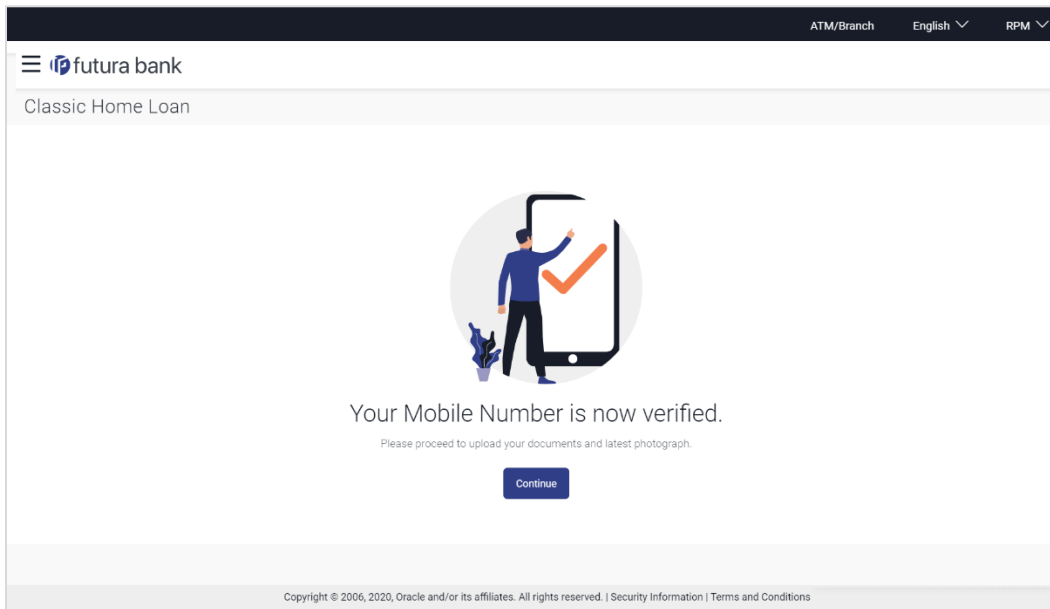 ATM/Branch English RPM
futura bank
Classic Home Loan
Your Mobile Number is now verified.
Please proceed to upload your documents and latest photograph.
Continue
Copyright © 2006, 2020, Oracle and/or its affiliates. All rights reserved. | Security Information | Terms and Conditions